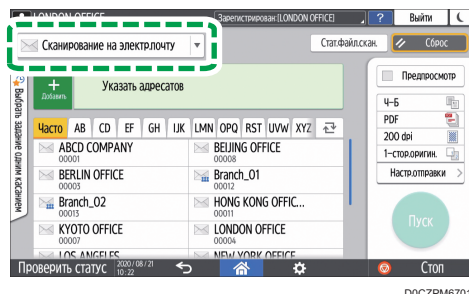 LONDON OFFICE
Зарегистрирован:[LONDON OFFICE]
?
Выйти
Сканирование на электр.почту
Стат.файл.скан.
Сброс
Выбрать задание одним касанием
Добавить
Указать адресатов
Предпросмотр
Ч-Б
PDF
200 dpi
1-стор.оригин.
Настр.отправки
Часто AB CD EF GH IJK LMN OPQ RST UVW XYZ
ABCD COMPANY
00001
BEIJING OFFICE
00008
BERLIN OFFICE
00003
Branch_01
00012
Branch_02
00013
HONG KONG OFFIC...
00011
KYOTO OFFICE
00007
LONDON OFFICE
00004
LOS ANGELES
NEW YORK OFFICE
Пуск
Проверить статус
2020/08/21
10:22
Стоп
D0CZPM6701